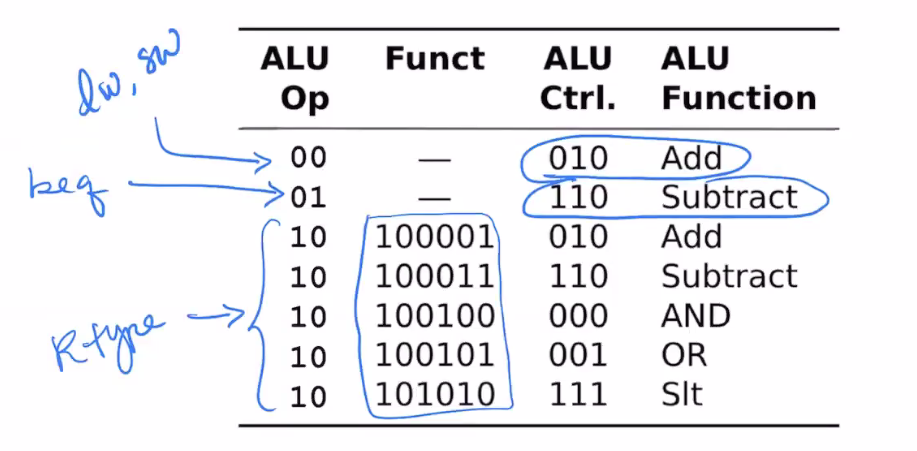 lw, sw
beq
R-type
ALU Op Funct ALU Ctrl. ALU Function
00 — 010 Add
01 — 110 Subtract
10 100001 010 Add
10 100011 110 Subtract
10 100100 000 AND
10 100101 001 OR
10 101010 111 Slt